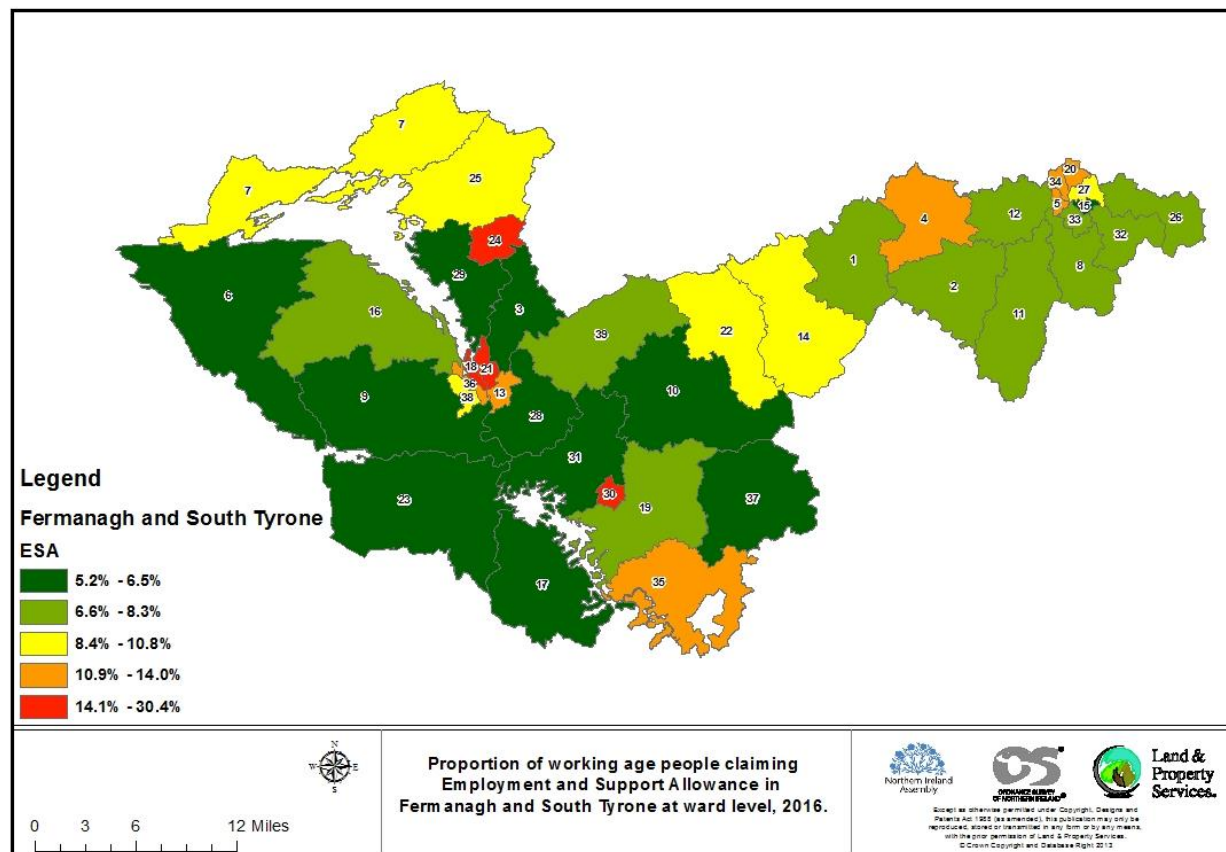 7
7
25
20
34
27
4
5
15
12
33
26
32
24
29
1
6
8
2
3
16
11
39
22
14
18
21
36
13
9
38
10
28
31
30
23
19
37
17
35
Legend
Fermanagh and South Tyrone
ESA
5.2% - 6.5%
6.6% - 8.3%
8.4% - 10.8%
10.9% - 14.0%
14.1% - 30.4%
N
W E
S
0 3 6 12 Miles
Proportion of working age people claiming
Employment and Support Allowance in
Fermanagh and South Tyrone at ward level, 2016.
Northern Ireland
Assembly
OS®
ORDNANCE SURVEY
OF NORTHERN IRELAND®
Land &
Property
Services.
Except as otherwise permitted under Copyright, Designs and
Patents Act 1988 (as amended), this publication may only be
reproduced, stored or transmitted in any form or by any means,
with the prior permission of Land & Property Services.
© Crown Copyright and Database Right 2013